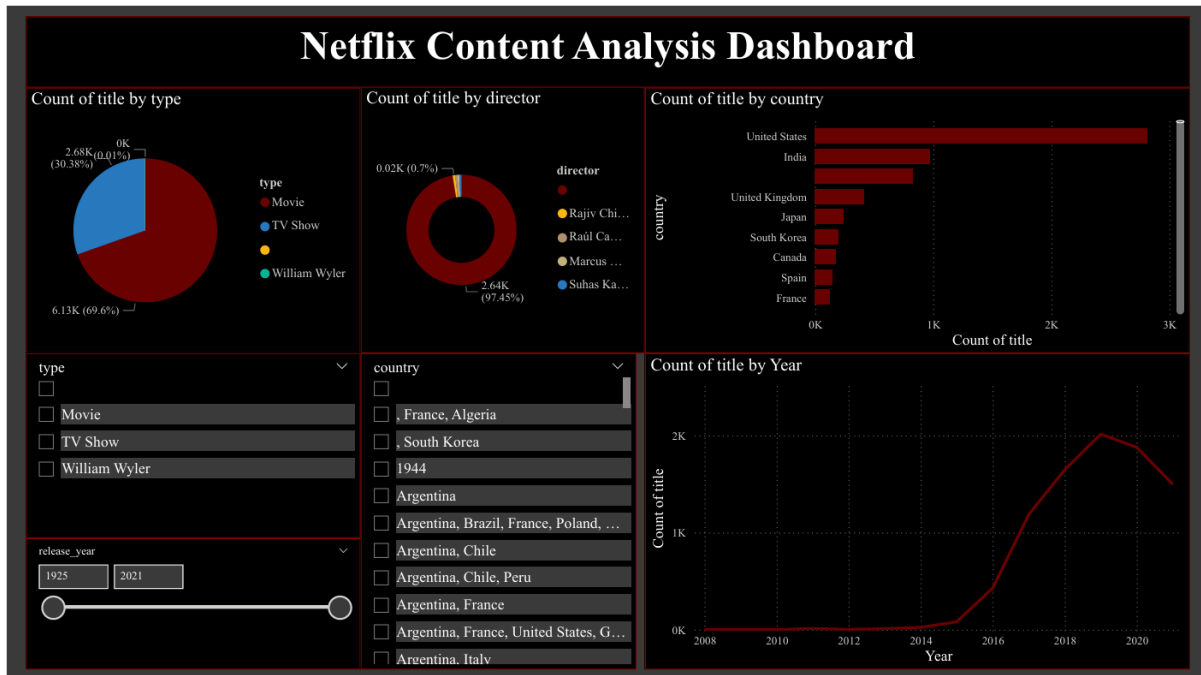 Netflix Content Analysis Dashboard
Count of title by type
0K
(0.01%)
2.68K
(30.38%)
6.13K (69.6%)
type
Movie
TV Show
William Wyler
Count of title by director
0.02K (0.7%)
2.64K
(97.45%)
director
Rajiv Chi…
Raúl Ca…
Marcus …
Suhas Ka…
Count of title by country
country
United States
India
United Kingdom
Japan
South Korea
Canada
Spain
France
0K 1K 2K 3K
Count of title
type
Movie
TV Show
William Wyler
release_year
1925 2021
country
, France, Algeria
, South Korea
1944
Argentina
Argentina, Brazil, France, Poland, …
Argentina, Chile
Argentina, Chile, Peru
Argentina, France
Argentina, France, United States, G…
Argentina, Italy
Count of title by Year
Count of title
2K
1K
0K
2008 2010 2012 2014 2016 2018 2020
Year